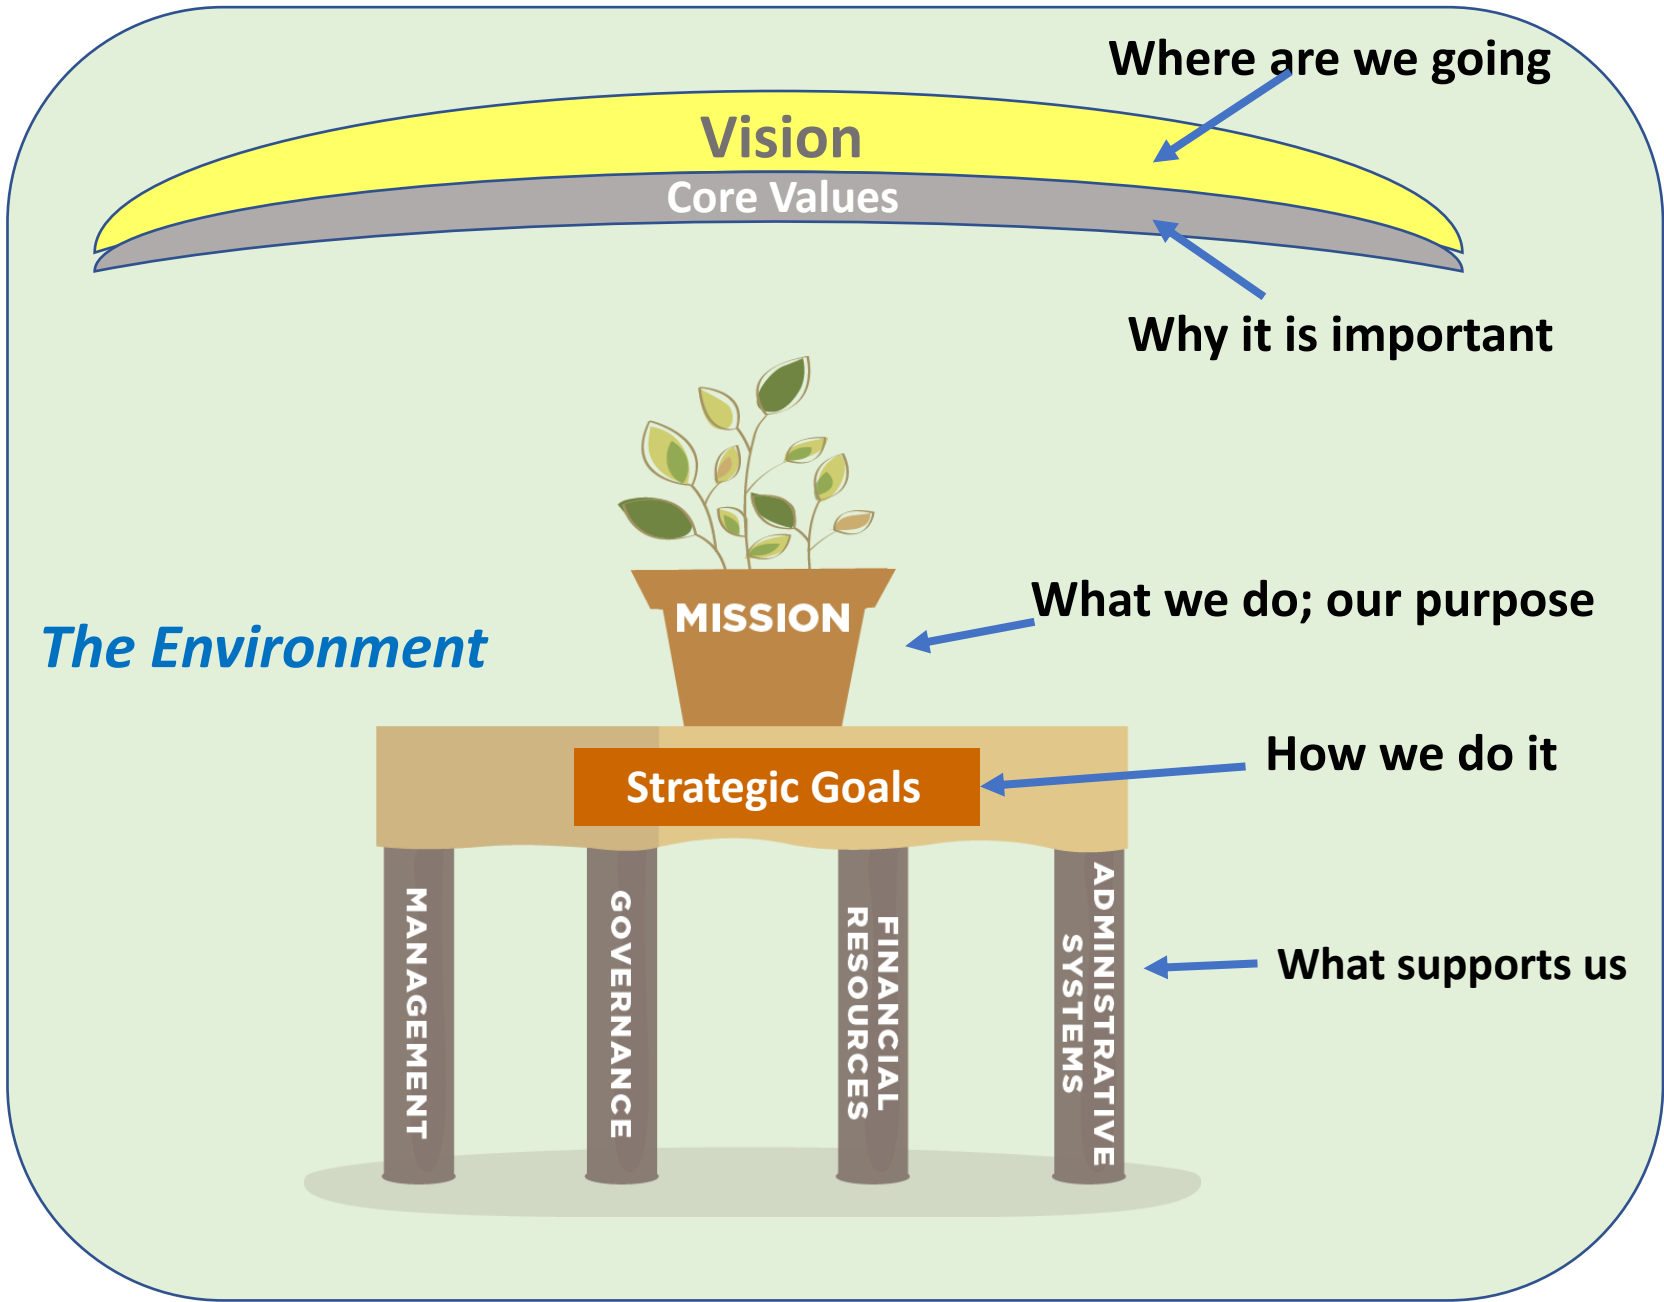 Where are we going
Vision
Core Values
Why it is important
What we do; our purpose
MISSION
The Environment
How we do it
Strategic Goals
MANAGEMENT
GOVERNANCE
FINANCIAL
RESOURCES
ADMINISTRATIVE
SYSTEMS
What supports us